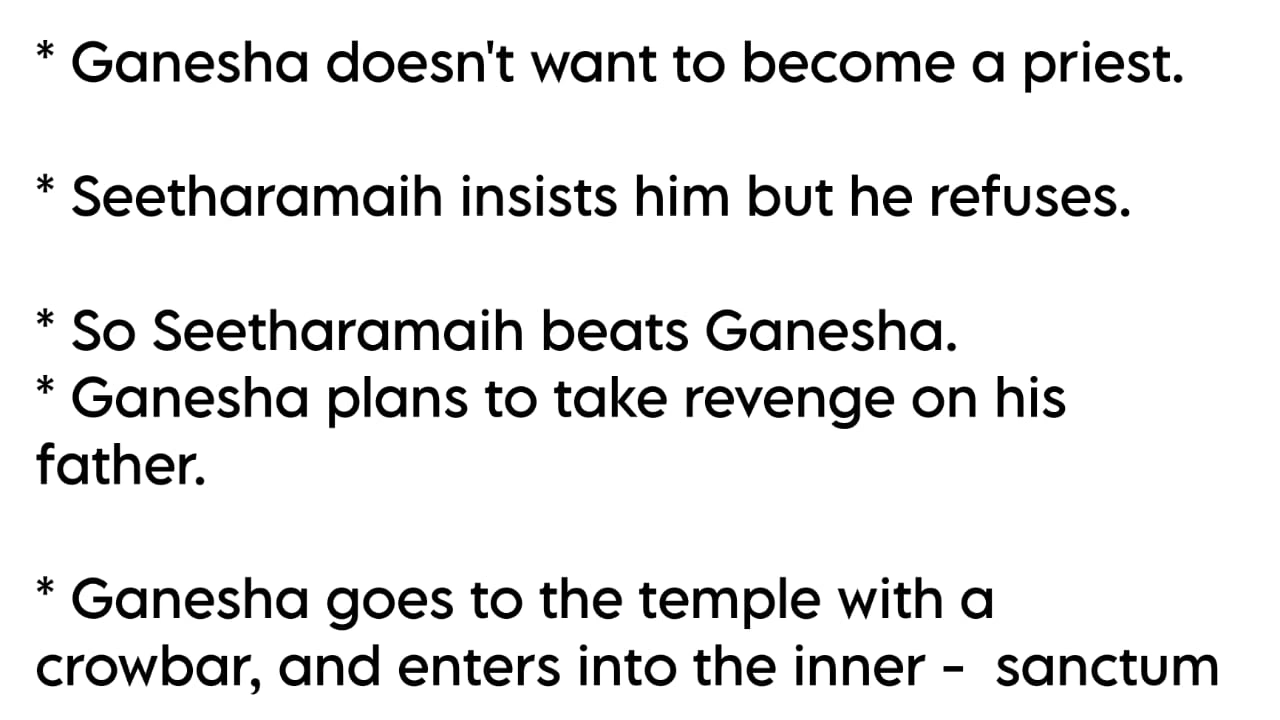 * Ganesha doesn't want to become a priest.
* Seetharamaih insists him but he refuses.
* So Seetharamaih beats Ganesha.
* Ganesha plans to take revenge on his
father.
* Ganesha goes to the temple with a
crowbar, and enters into the inner -  sanctum